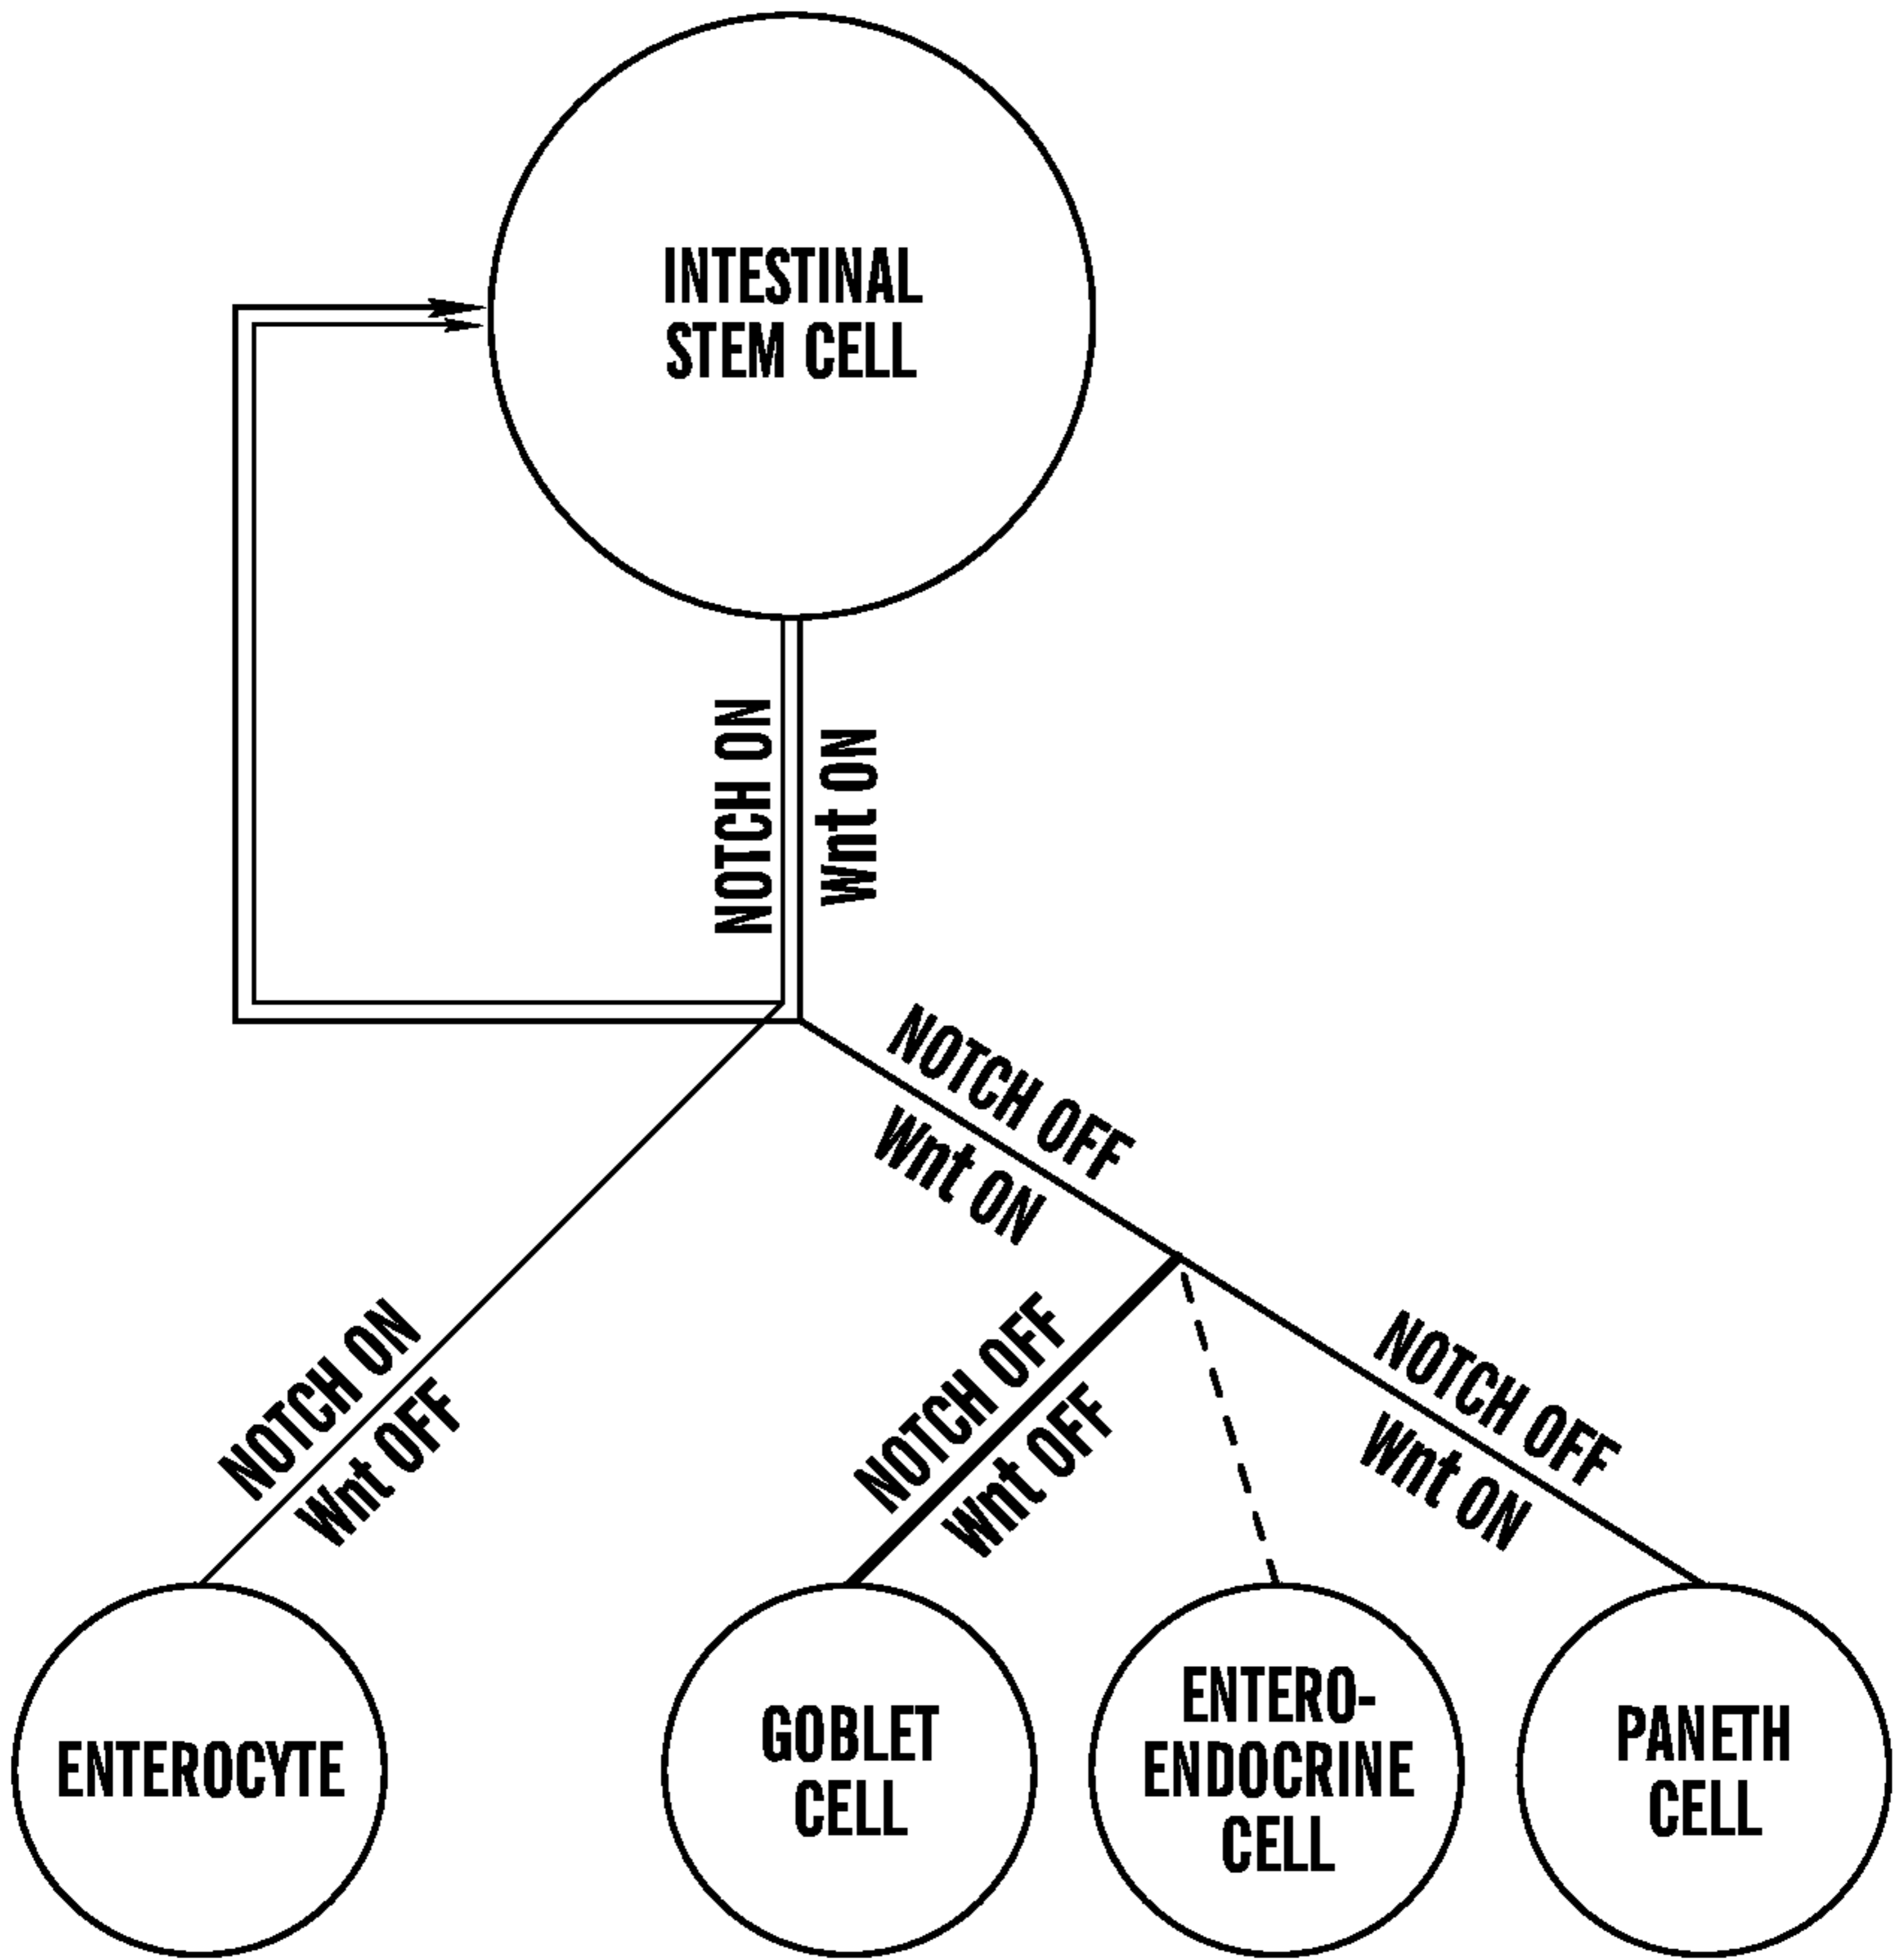 INTESTINAL
STEM CELL
NOTCH ON
Wnt ON
NOTCH OFF
Wnt ON
NOTCH ON
Wnt OFF
NOTCH OFF
Wnt OFF
NOTCH OFF
Wnt ON
ENTEROCYTE
GOBLET
CELL
ENTERO-
ENDOCRINE
CELL
PANETH
CELL